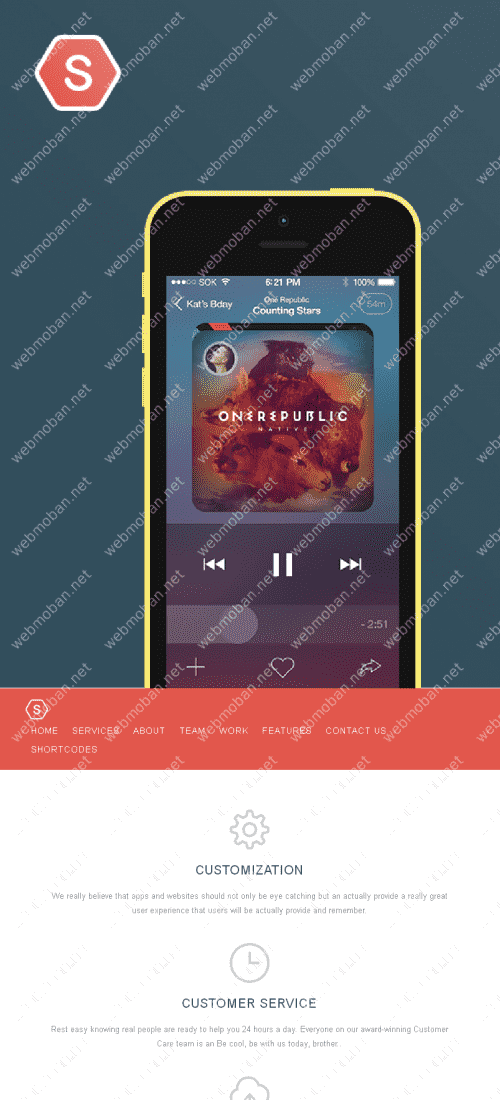 S
●●●○○ SOK 6:21 PM 100%
Kat's Bday
One Republic
Counting Stars
54m
ONEREPUBLIC
NATIVE
- 2:51
S
HOME SERVICES ABOUT TEAM WORK FEATURES CONTACT US
SHORTCODES
CUSTOMIZATION
We really believe that apps and websites should not only be eye catching but an actually provide a really great
user experience that users will be actually provide and remember.
CUSTOMER SERVICE
Rest easy knowing real people are ready to help you 24 hours a day. Everyone on our award-winning Customer
Care team is an Be cool, be with us today, brother.
webmoban.net